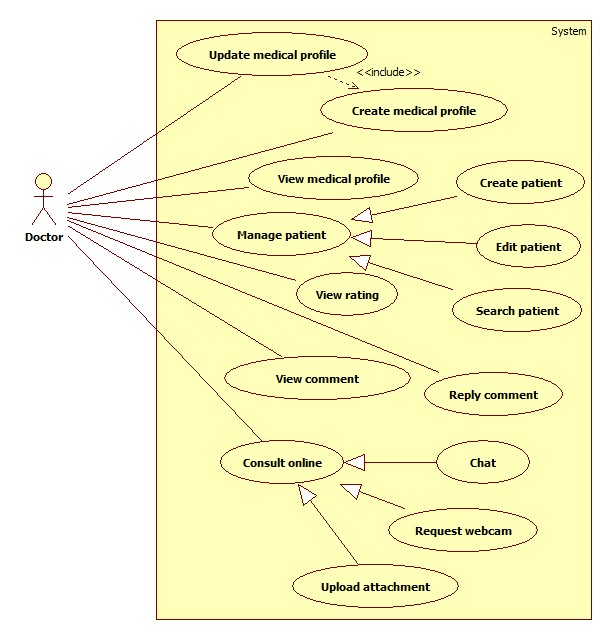 System
Update medical profile
<<include>>
Create medical profile
View medical profile
Create patient
Doctor
Manage patient
Edit patient
View rating
Search patient
View comment
Reply comment
Consult online
Chat
Request webcam
Upload attachment